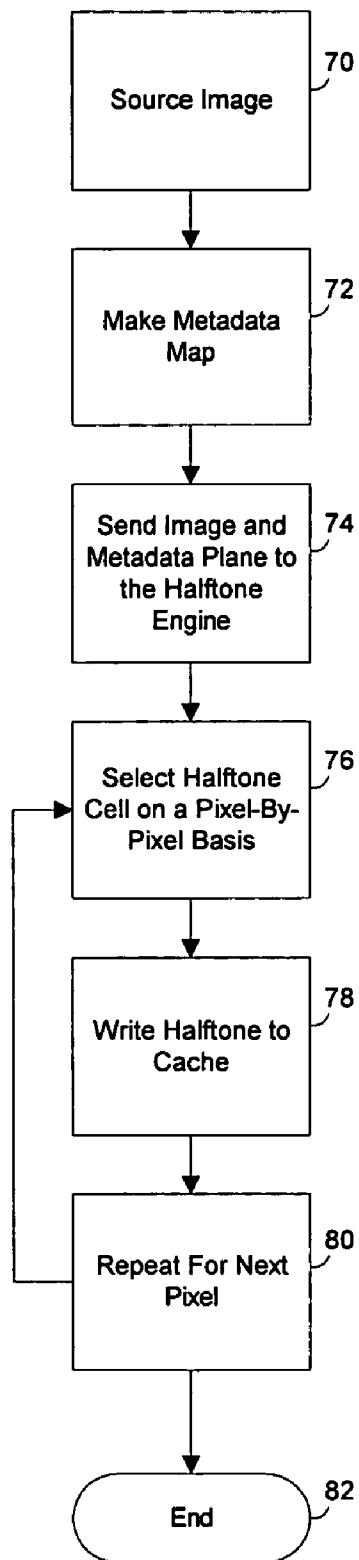 70
Source Image
72
Make Metadata
Map
74
Send Image and
Metadata Plane to
the Halftone
Engine
76
Select Halftone
Cell on a Pixel-By-
Pixel Basis
78
Write Halftone to
Cache
80
Repeat For Next
Pixel
82
End